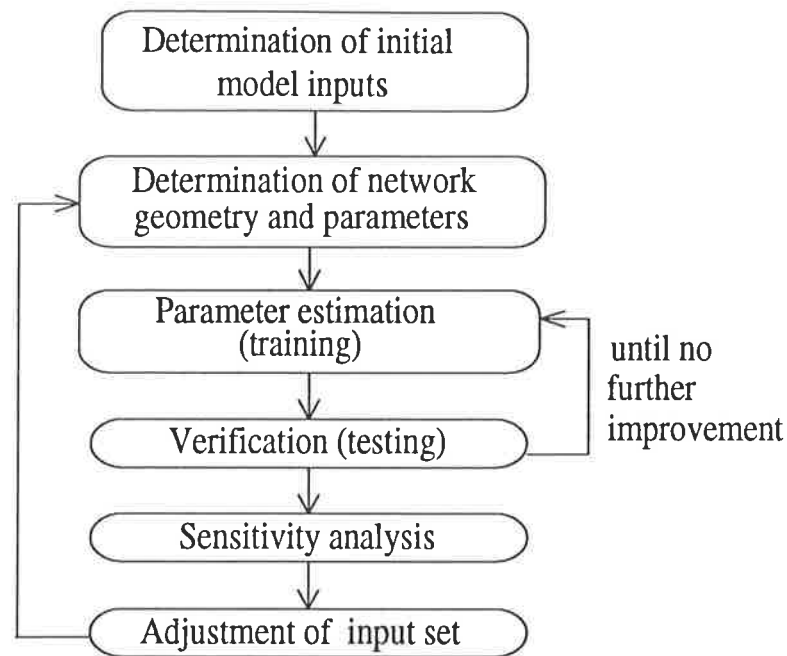 Determination of initial
model inputs
Determination of network
geometry and parameters
Parameter estimation
(training)
until no
further
improvement
Verification (testing)
Sensitivity analysis
Adjustment of input set